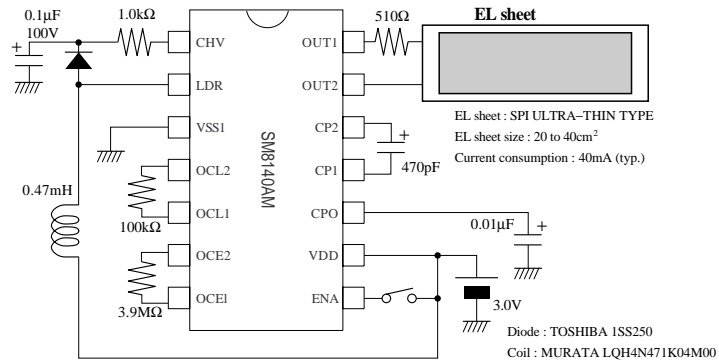 EL sheet
0.1µF
100V
1.0kΩ
510Ω
CHV
OUT1
LDR
OUT2
VSS1
CP2
OCL2
CP1
OCL1
CPO
OCE2
VDD
OCE1
ENA
SM8140AM
0.47mH
100kΩ
3.9MΩ
470pF
0.01µF
3.0V
EL sheet : SPI ULTRA–THIN TYPE
EL sheet size : 20 to 40cm²
Current consumption : 40mA (typ.)
Diode : TOSHIBA 1SS250
Coil : MURATA LQH4N471K04M00